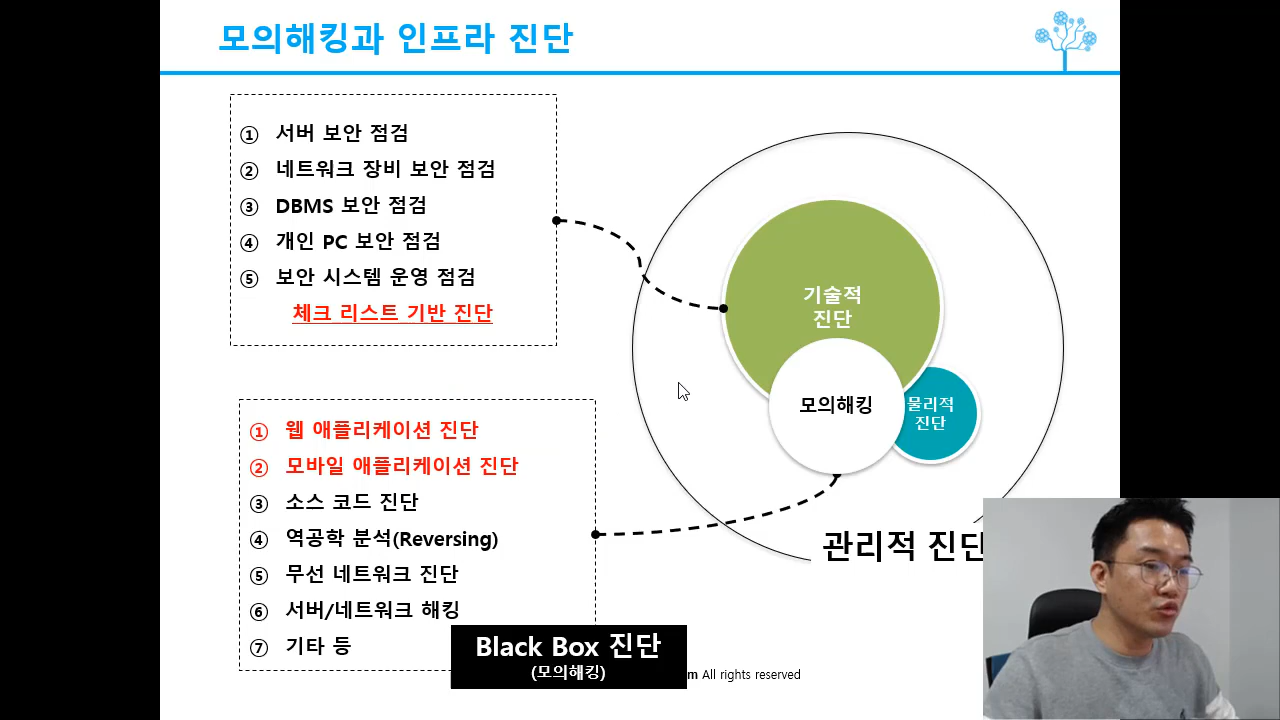 모의해킹과 인프라 진단
① 서버 보안 점검
② 네트워크 장비 보안 점검
③ DBMS 보안 점검
④ 개인 PC 보안 점검
⑤ 보안 시스템 운영 점검
체크 리스트 기반 진단
기술적
진단
모의해킹
물리적
진단
관리적 진단
① 웹 애플리케이션 진단
② 모바일 애플리케이션 진단
③ 소스 코드 진단
④ 역공학 분석(Reversing)
⑤ 무선 네트워크 진단
⑥ 서버/네트워크 해킹
⑦ 기타 등
Black Box 진단
(모의해킹)
m All rights reserved